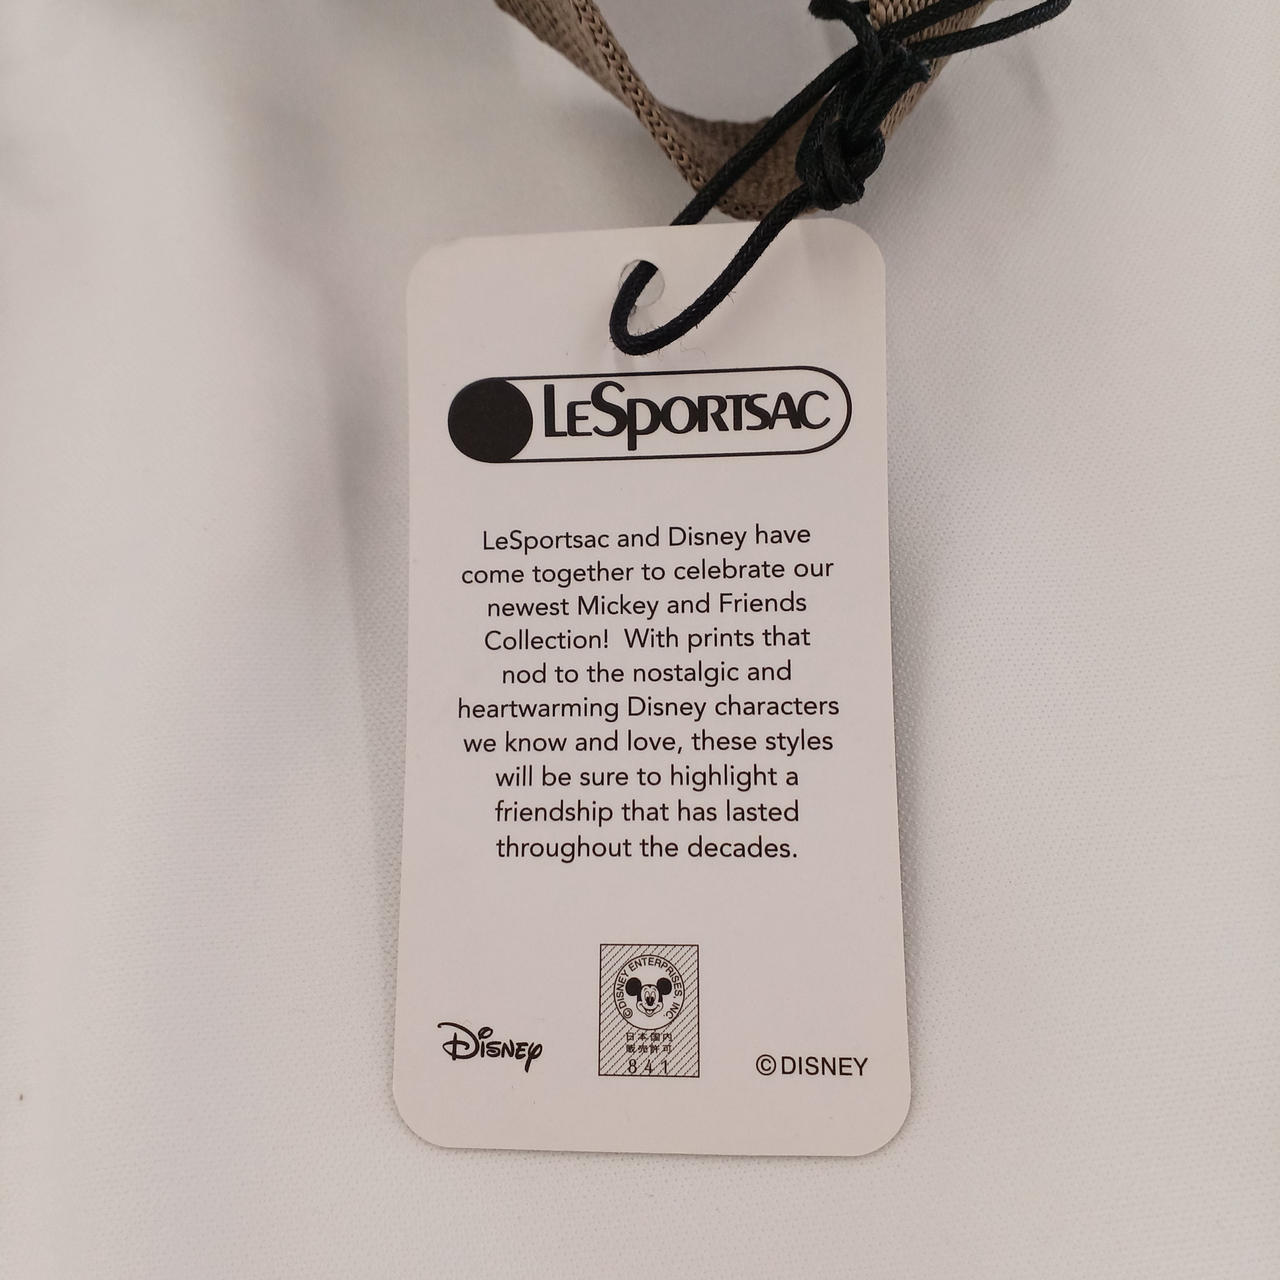 LESPORTSAC
LeSportsac and Disney have
come together to celebrate our
newest Mickey and Friends
Collection! With prints that
nod to the nostalgic and
heartwarming Disney characters
we know and love, these styles
will be sure to highlight a
friendship that has lasted
throughout the decades.
©DISNEY ENTERPRISES, INC.
日本国内
販売許可
841
Disney
©DISNEY